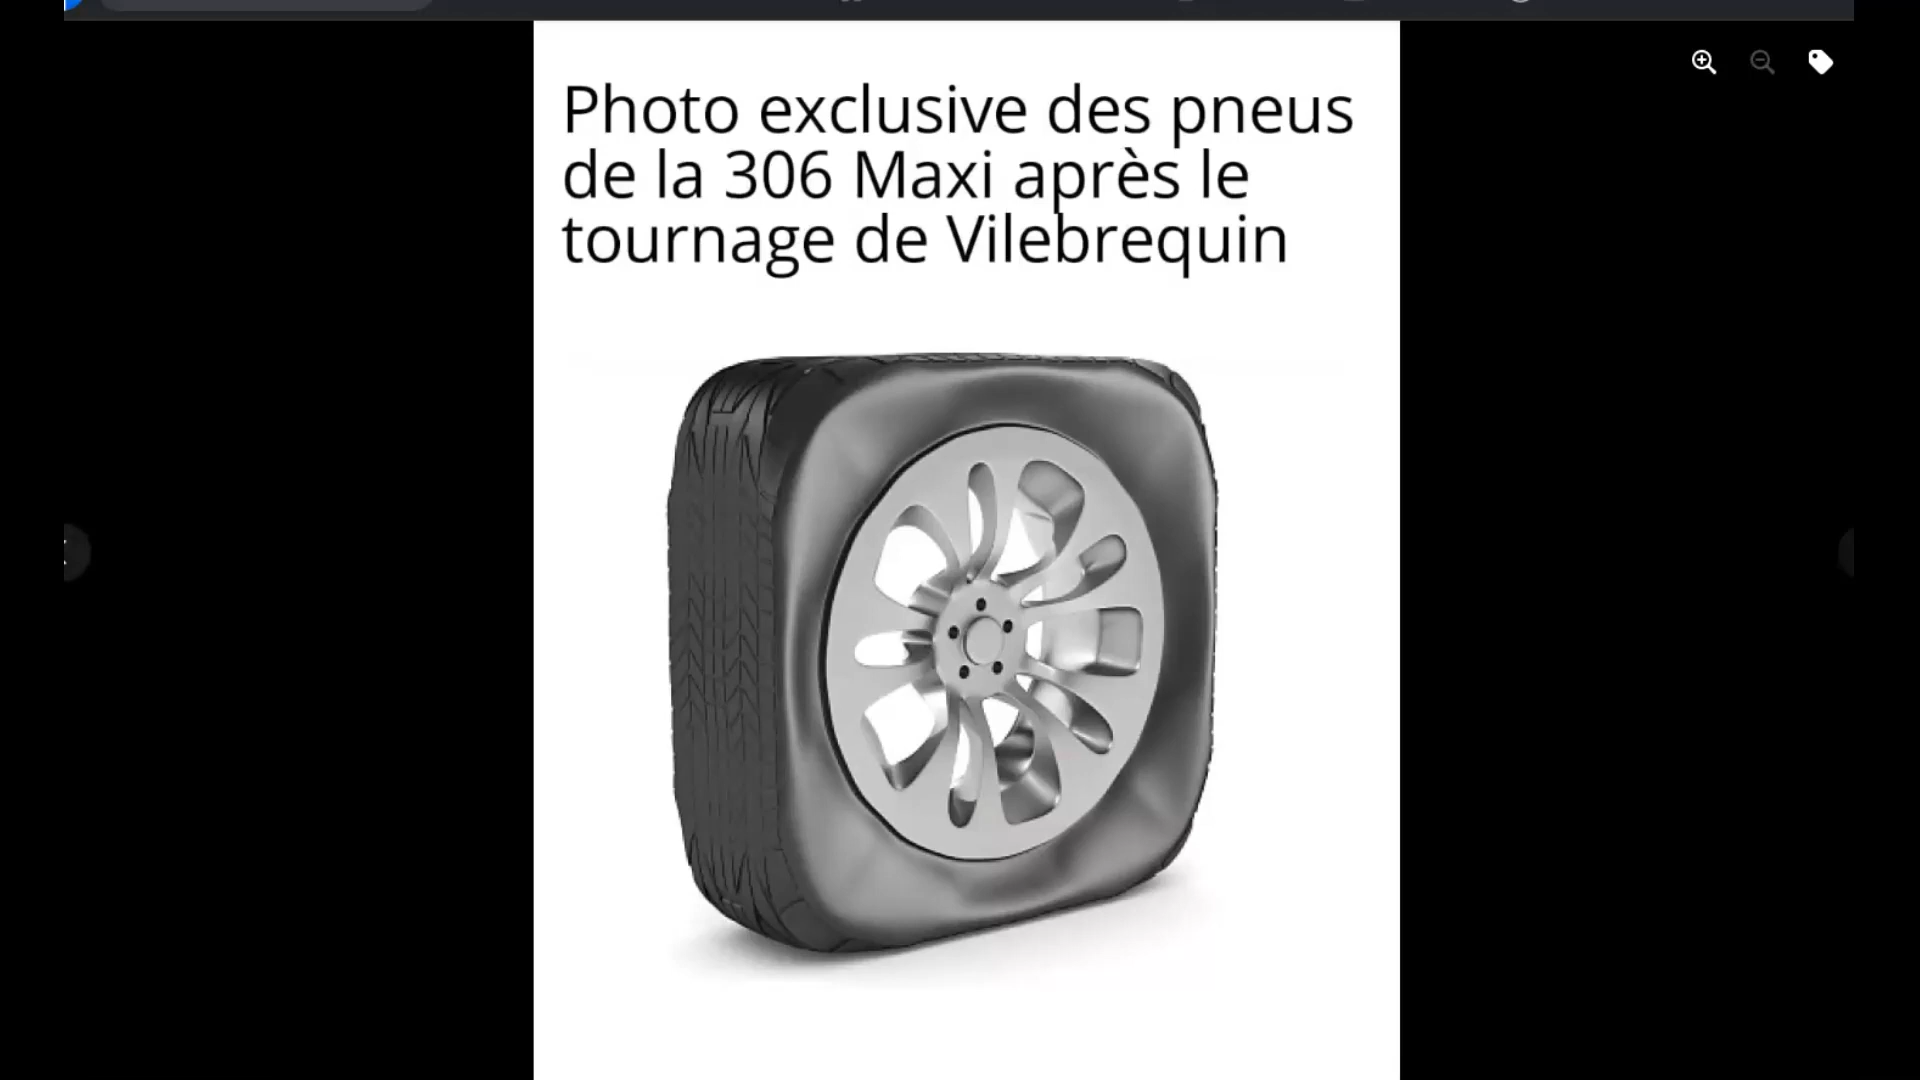 Photo exclusive des pneus
de la 306 Maxi après le
tournage de Vilebrequin